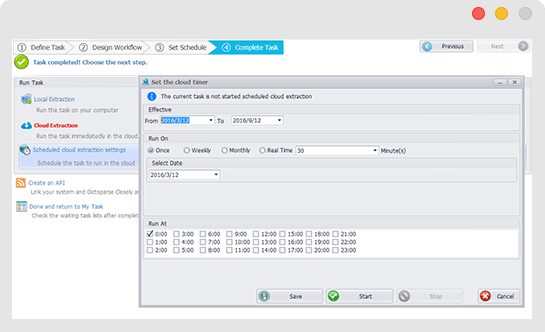 1 Define Task 2 Design Workflow 3 Set Schedule 4 Complete Task Previous Next
Task completed! Choose the next step.
Run Task
Local Extraction
Run the task on your computer
Cloud Extraction
Run the task immedatedly in the cloud
Scheduled cloud extraction settings
Schedule the task to run in the cloud
Create an API
Link your system and Octoparse Closely a
Done and return to My Task
Check the waiting task lists after complet
Set the cloud timer
The current task is not started scheduled cloud extraction
Effective
From 2016/3/12 To 2016/9/12
Run On
Once Weekly Monthly Real Time 30 Minute(s)
Select Date
2016/3/12
Run At
0:00 3:00 6:00 9:00 12:00 15:00 18:00 21:00
1:00 4:00 7:00 10:00 13:00 16:00 19:00 22:00
2:00 5:00 8:00 11:00 14:00 17:00 20:00 23:00
Save Start Stop Cancel